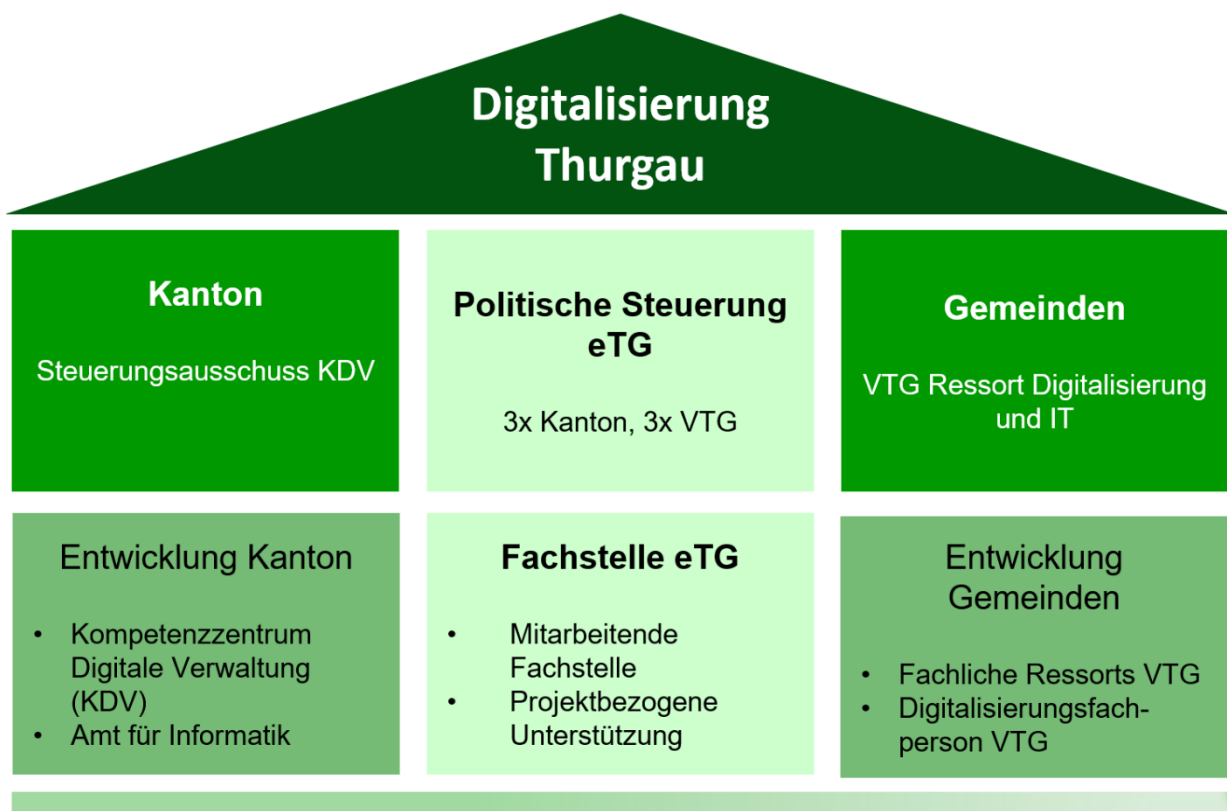 Digitalisierung
Thurgau
Kanton
Steuerungsausschuss KDV
Politische Steuerung
eTG
3x Kanton, 3x VTG
Gemeinden
VTG Ressort Digitalisierung
und IT
Entwicklung Kanton
• Kompetenzzentrum
Digitale Verwaltung
(KDV)
• Amt für Informatik
Fachstelle eTG
• Mitarbeitende
Fachstelle
• Projektbezogene
Unterstützung
Entwicklung
Gemeinden
• Fachliche Ressorts VTG
• Digitalisierungsfach-
person VTG